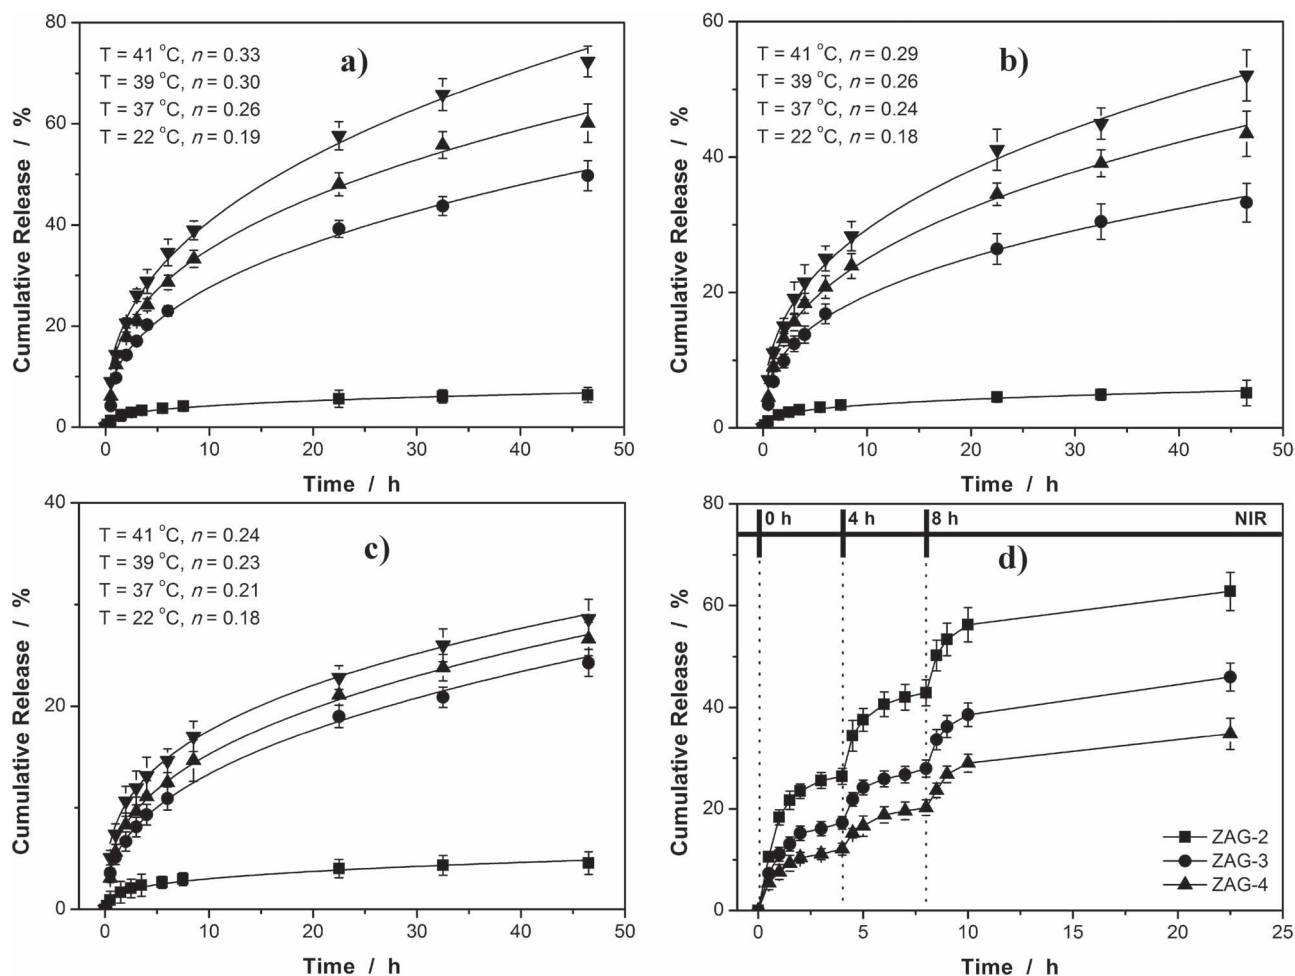 80
60
40
20
0
Cumulative Release / %
T = 41 °C, n = 0.33
T = 39 °C, n = 0.30
T = 37 °C, n = 0.26
T = 22 °C, n = 0.19
a)
0 10 20 30 40 50
Time / h
60
40
20
0
Cumulative Release / %
T = 41 °C, n = 0.29
T = 39 °C, n = 0.26
T = 37 °C, n = 0.24
T = 22 °C, n = 0.18
b)
0 10 20 30 40 50
Time / h
40
20
0
Cumulative Release / %
T = 41 °C, n = 0.24
T = 39 °C, n = 0.23
T = 37 °C, n = 0.21
T = 22 °C, n = 0.18
c)
0 10 20 30 40 50
Time / h
80
60
40
20
0
Cumulative Release / %
0 h 4 h 8 h NIR
d)
ZAG-2
ZAG-3
ZAG-4
0 5 10 15 20 25
Time / h